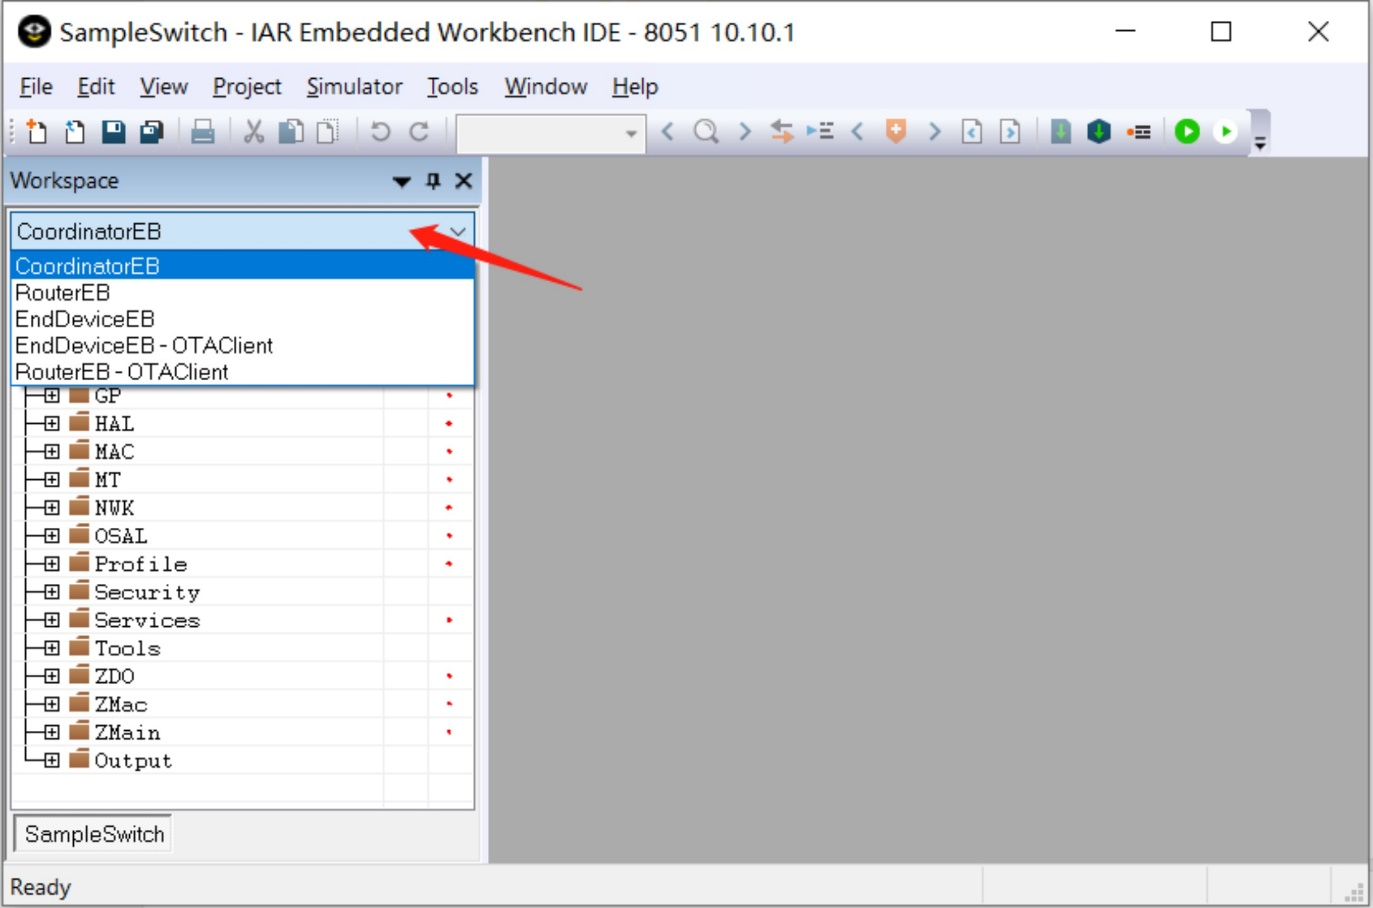 SampleSwitch - IAR Embedded Workbench IDE - 8051 10.10.1
File Edit View Project Simulator Tools Window Help
Workspace
CoordinatorEB
CoordinatorEB
RouterEB
EndDeviceEB
EndDeviceEB - OTAClient
RouterEB - OTAClient
GP
HAL
MAC
MT
NWK
OSAL
Profile
Security
Services
Tools
ZDO
ZMac
ZMain
Output
SampleSwitch
Ready